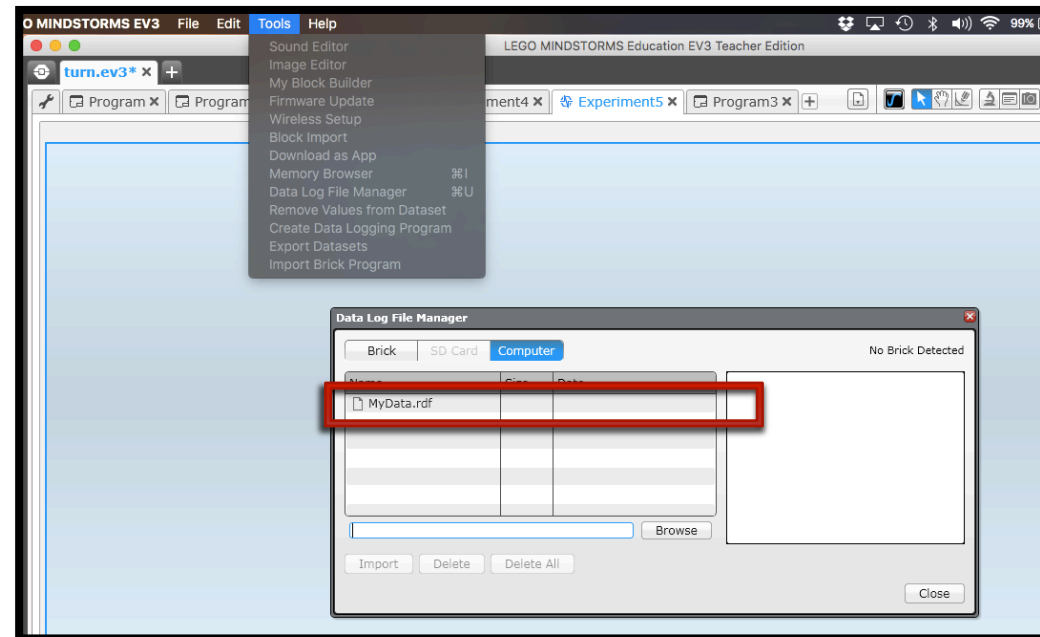 O MINDSTORMS EV3 File Edit Tools Help 99%
LEGO MINDSTORMS Education EV3 Teacher Edition
turn.ev3* × +
Program × Program ment4 × Experiment5 × Program3 × +
Sound Editor
Image Editor
My Block Builder
Firmware Update
Wireless Setup
Block Import
Download as App
Memory Browser ⌘I
Data Log File Manager ⌘U
Remove Values from Dataset
Create Data Logging Program
Export Datasets
Import Brick Program
Data Log File Manager
Brick SD Card Computer No Brick Detected
Name Size Date
MyData.rdf
Browse
Import Delete Delete All
Close